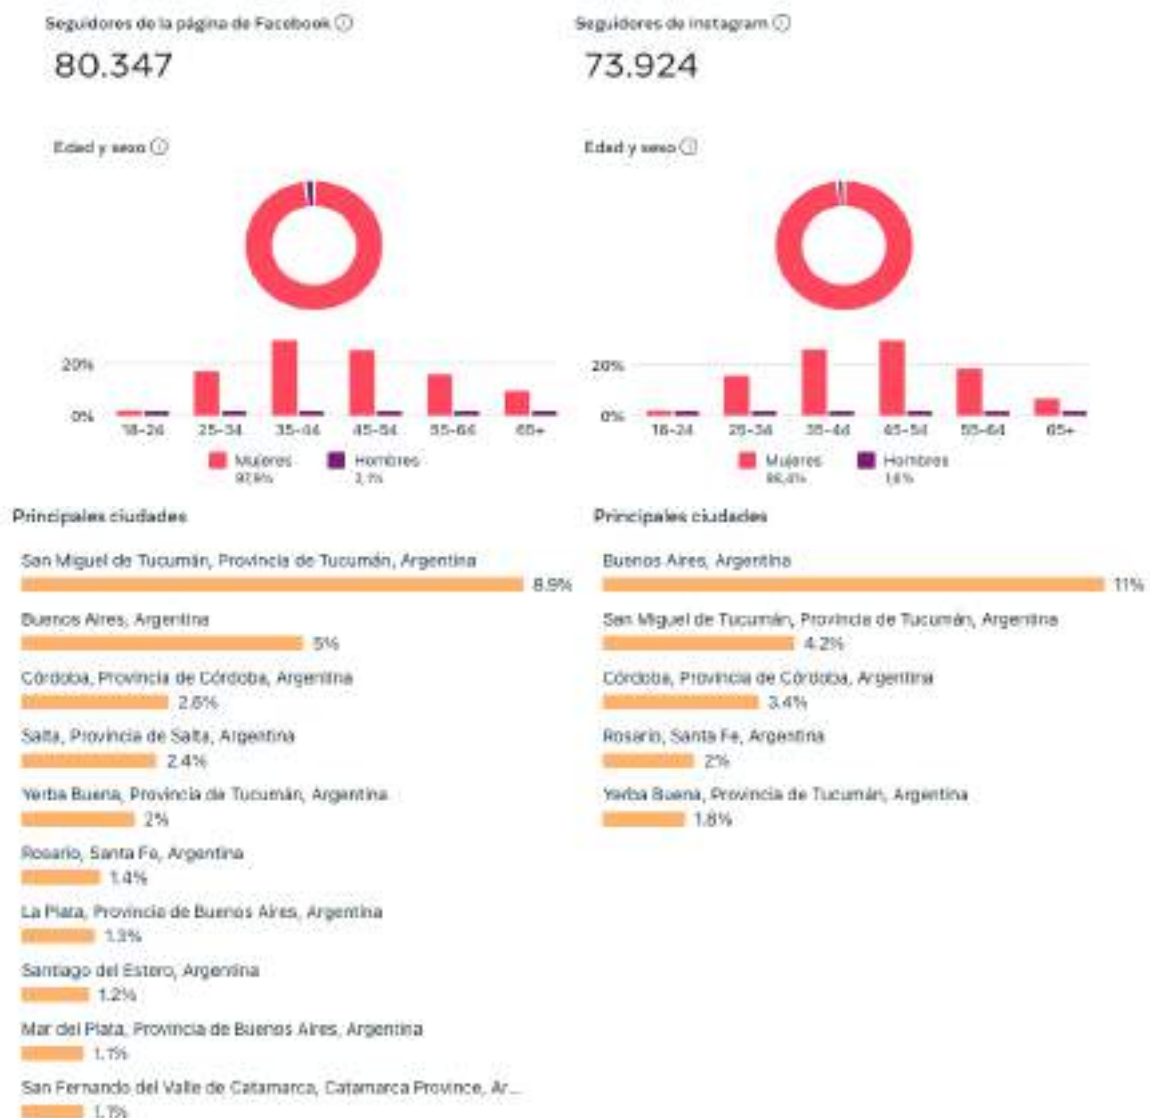 Seguidores de la página de Facebook
80.347
Edad y sexo
20%
0%
18-24 25-34 35-44 45-54 55-64 65+
Mujeres Hombres
97,9% 2,1%
Principales ciudades
San Miguel de Tucumán, Provincia de Tucumán, Argentina
8.9%
Buenos Aires, Argentina
5%
Córdoba, Provincia de Córdoba, Argentina
2.6%
Salta, Provincia de Salta, Argentina
2.4%
Yerba Buena, Provincia de Tucumán, Argentina
2%
Rosario, Santa Fe, Argentina
1.4%
La Plata, Provincia de Buenos Aires, Argentina
1.3%
Santiago del Estero, Argentina
1.2%
Mar del Plata, Provincia de Buenos Aires, Argentina
1.1%
San Fernando del Valle de Catamarca, Catamarca Province, Ar...
1.1%
Seguidores de Instagram
73.924
Edad y sexo
20%
0%
18-24 25-34 35-44 45-54 55-64 65+
Mujeres Hombres
1,6%
Principales ciudades
Buenos Aires, Argentina
11%
San Miguel de Tucumán, Provincia de Tucumán, Argentina
4.2%
Córdoba, Provincia de Córdoba, Argentina
3.4%
Rosario, Santa Fe, Argentina
2%
Yerba Buena, Provincia de Tucumán, Argentina
1.8%